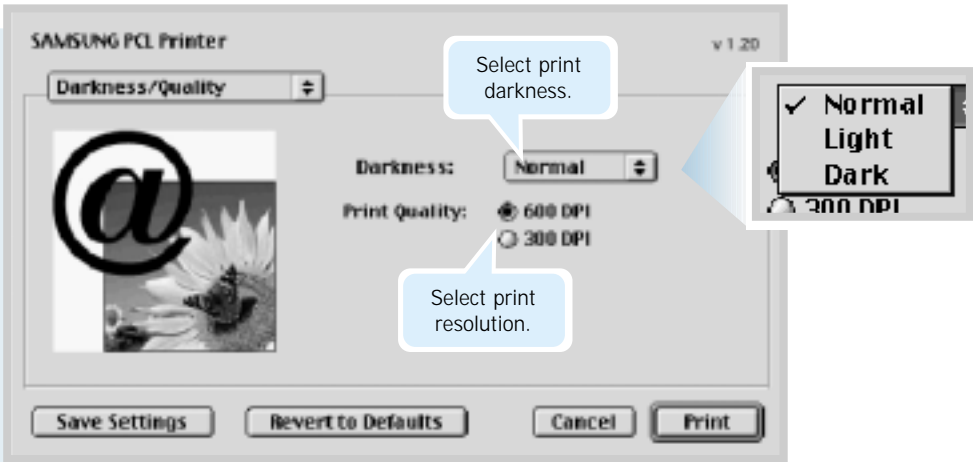 SAMSUNG PCL Printer
v 1.20
Darkness/Quality
Select print
darkness.
Darkness:
Normal
Print Quality:
600 DPI
300 DPI
Select print
resolution.
@
Save Settings
Revert to Defaults
Cancel
Print
✓ Normal
Light
Dark
300 DPI